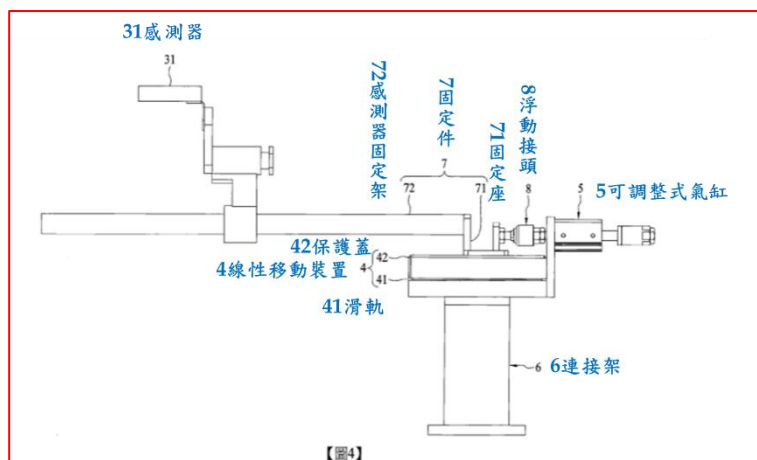 31感測器
31
72感測器固定架
7固定件
71固定座
8浮動接頭
7
72
71
8
5
5可調整式氣缸
42保護蓋
4線性移動裝置
4
42
41
41滑軌
6
6連接架
【圖4】